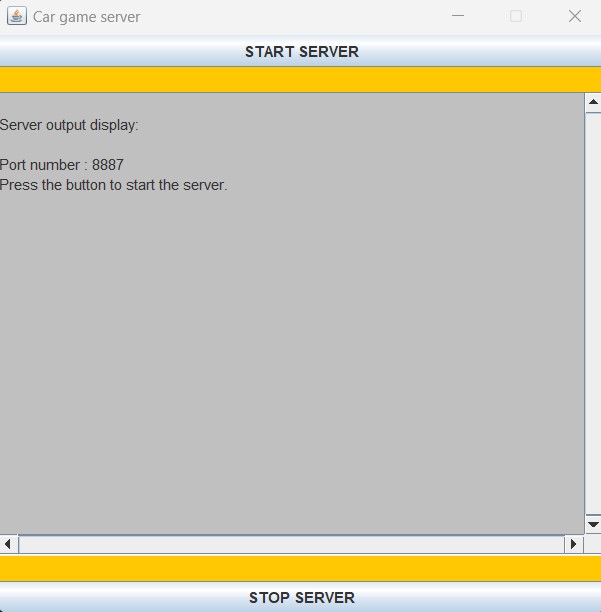 Car game server
START SERVER
Server output display:
Port number : 8887
Press the button to start the server.
STOP SERVER